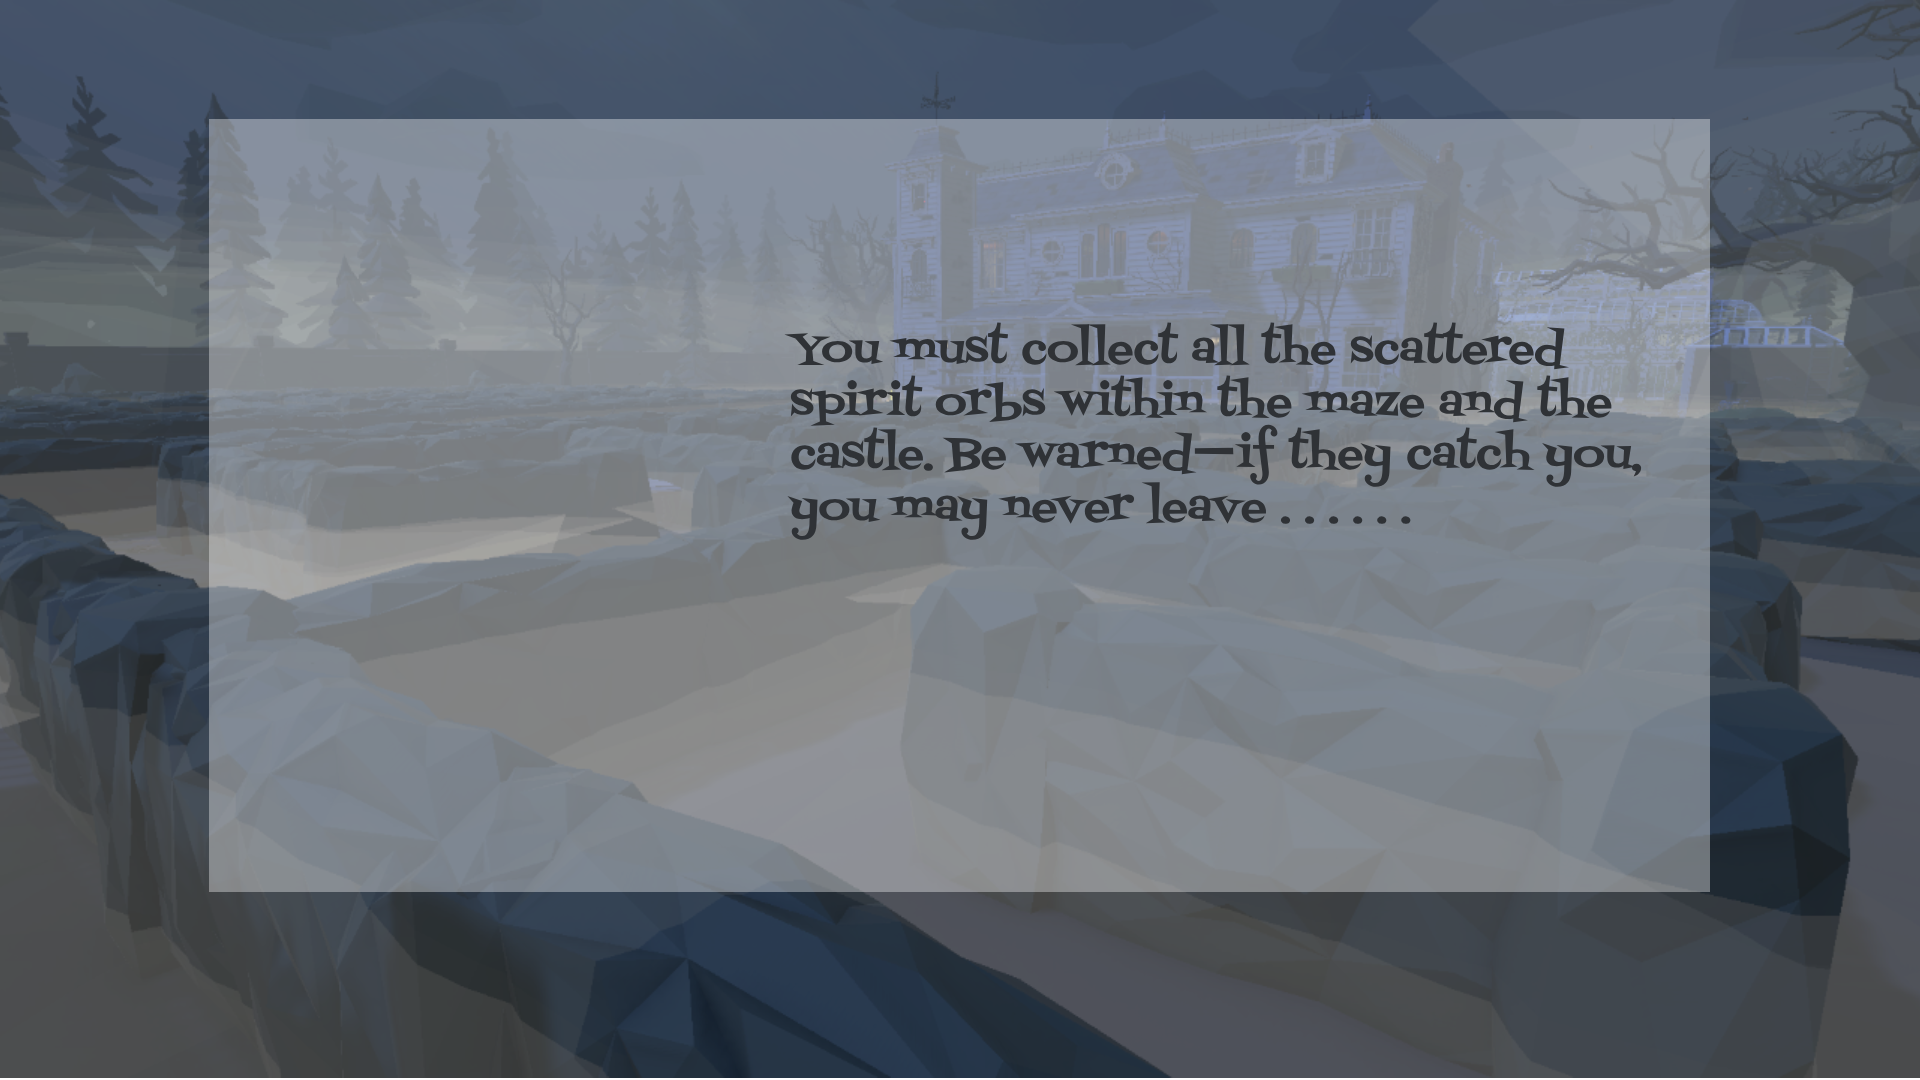 You must collect all the scattered
spirit orbs within the maze and the
castle. Be warned—if they catch you,
you may never leave . . . . . .